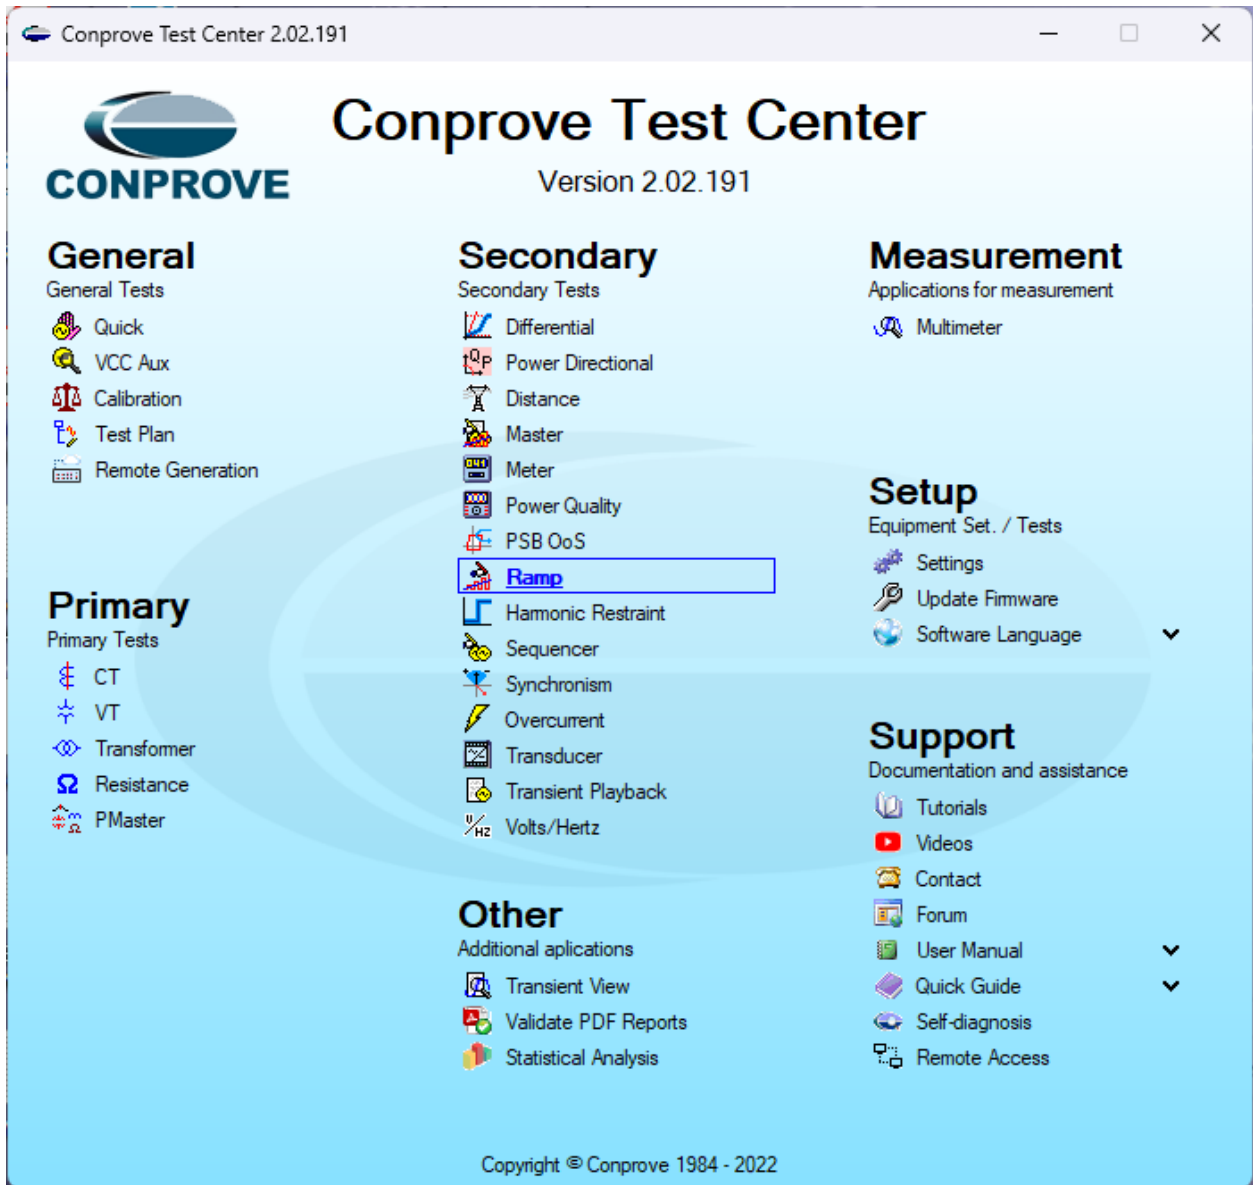 Conprove Test Center 2.02.191
CONPROVE
Conprove Test Center
Version 2.02.191
General
General Tests
Quick
VCC Aux
Calibration
Test Plan
Remote Generation
Primary
Primary Tests
CT
VT
Transformer
Resistance
PMaster
Secondary
Secondary Tests
Differential
Power Directional
Distance
Master
Meter
Power Quality
PSB OoS
Ramp
Harmonic Restraint
Sequencer
Synchronism
Overcurrent
Transducer
Transient Playback
Volts/Hertz
Other
Additional aplications
Transient View
Validate PDF Reports
Statistical Analysis
Measurement
Applications for measurement
Multimeter
Setup
Equipment Set. / Tests
Settings
Update Firmware
Software Language
Support
Documentation and assistance
Tutorials
Videos
Contact
Forum
User Manual
Quick Guide
Self-diagnosis
Remote Access
Copyright © Conprove 1984 - 2022